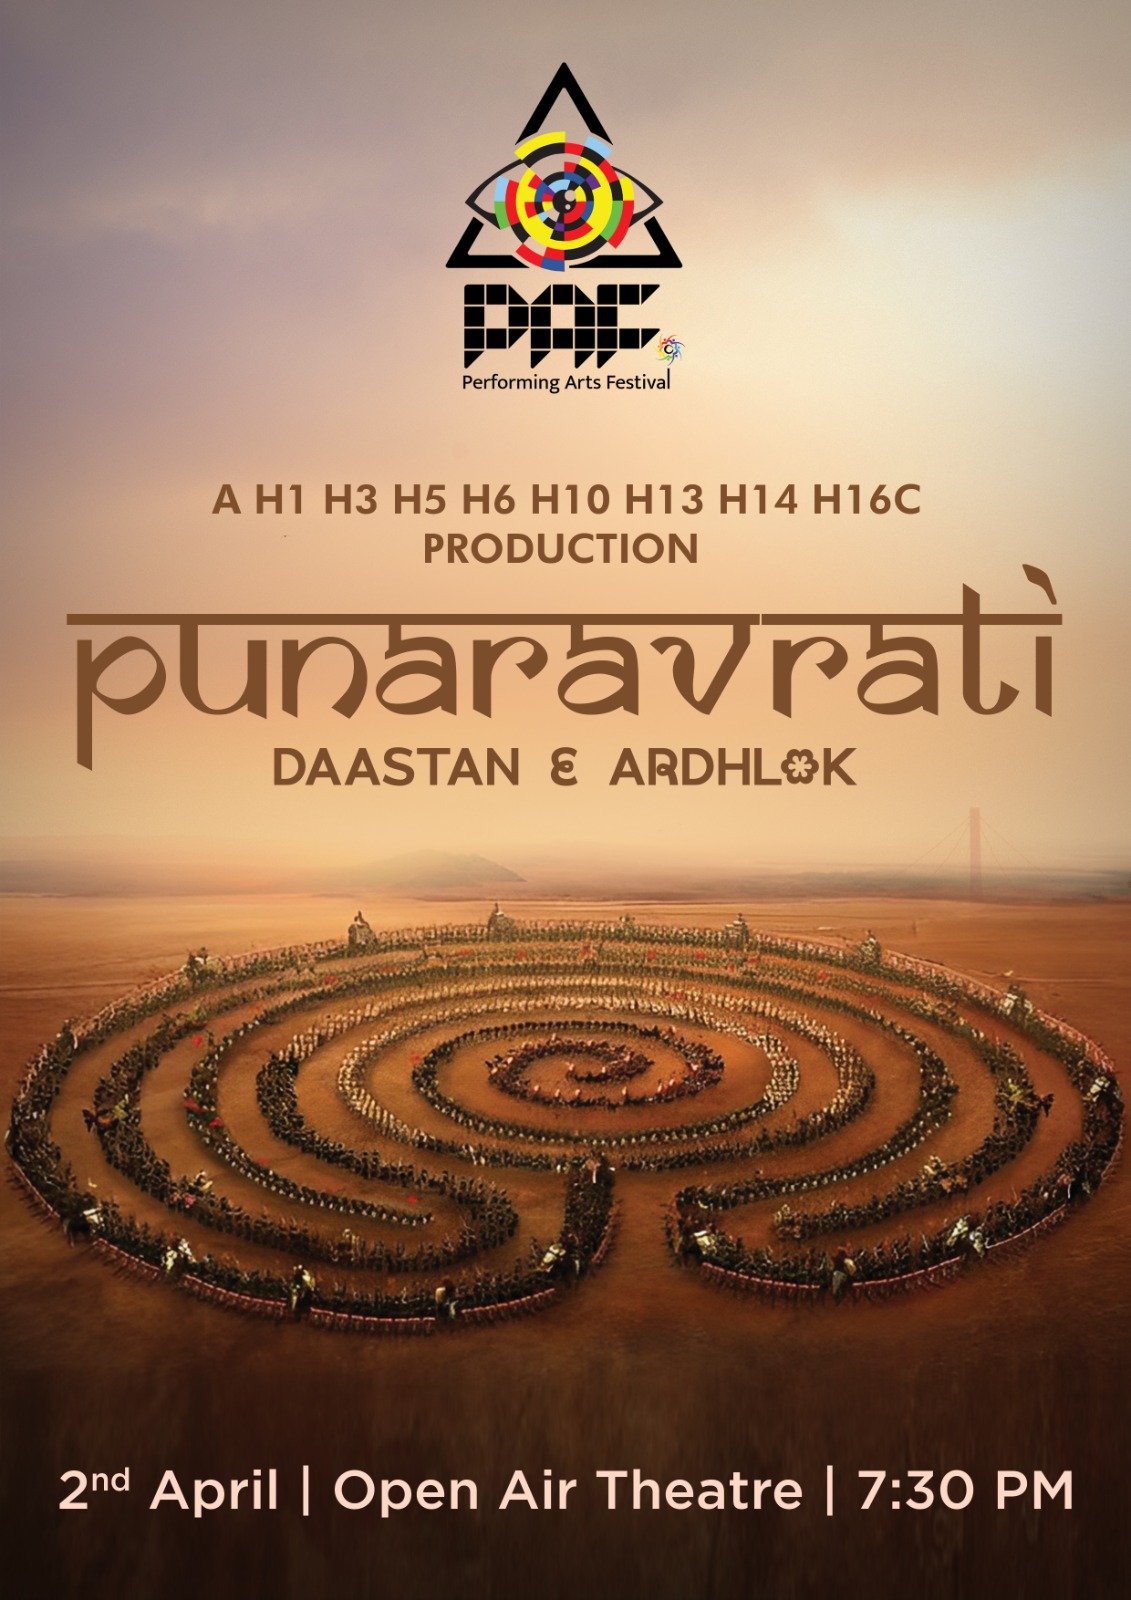 PAF
Performing Arts Festival
A H1 H3 H5 H6 H10 H13 H14 H16C
PRODUCTION
punaravrati
DAASTAN E ARDHLOK
2nd April | Open Air Theatre | 7:30 PM